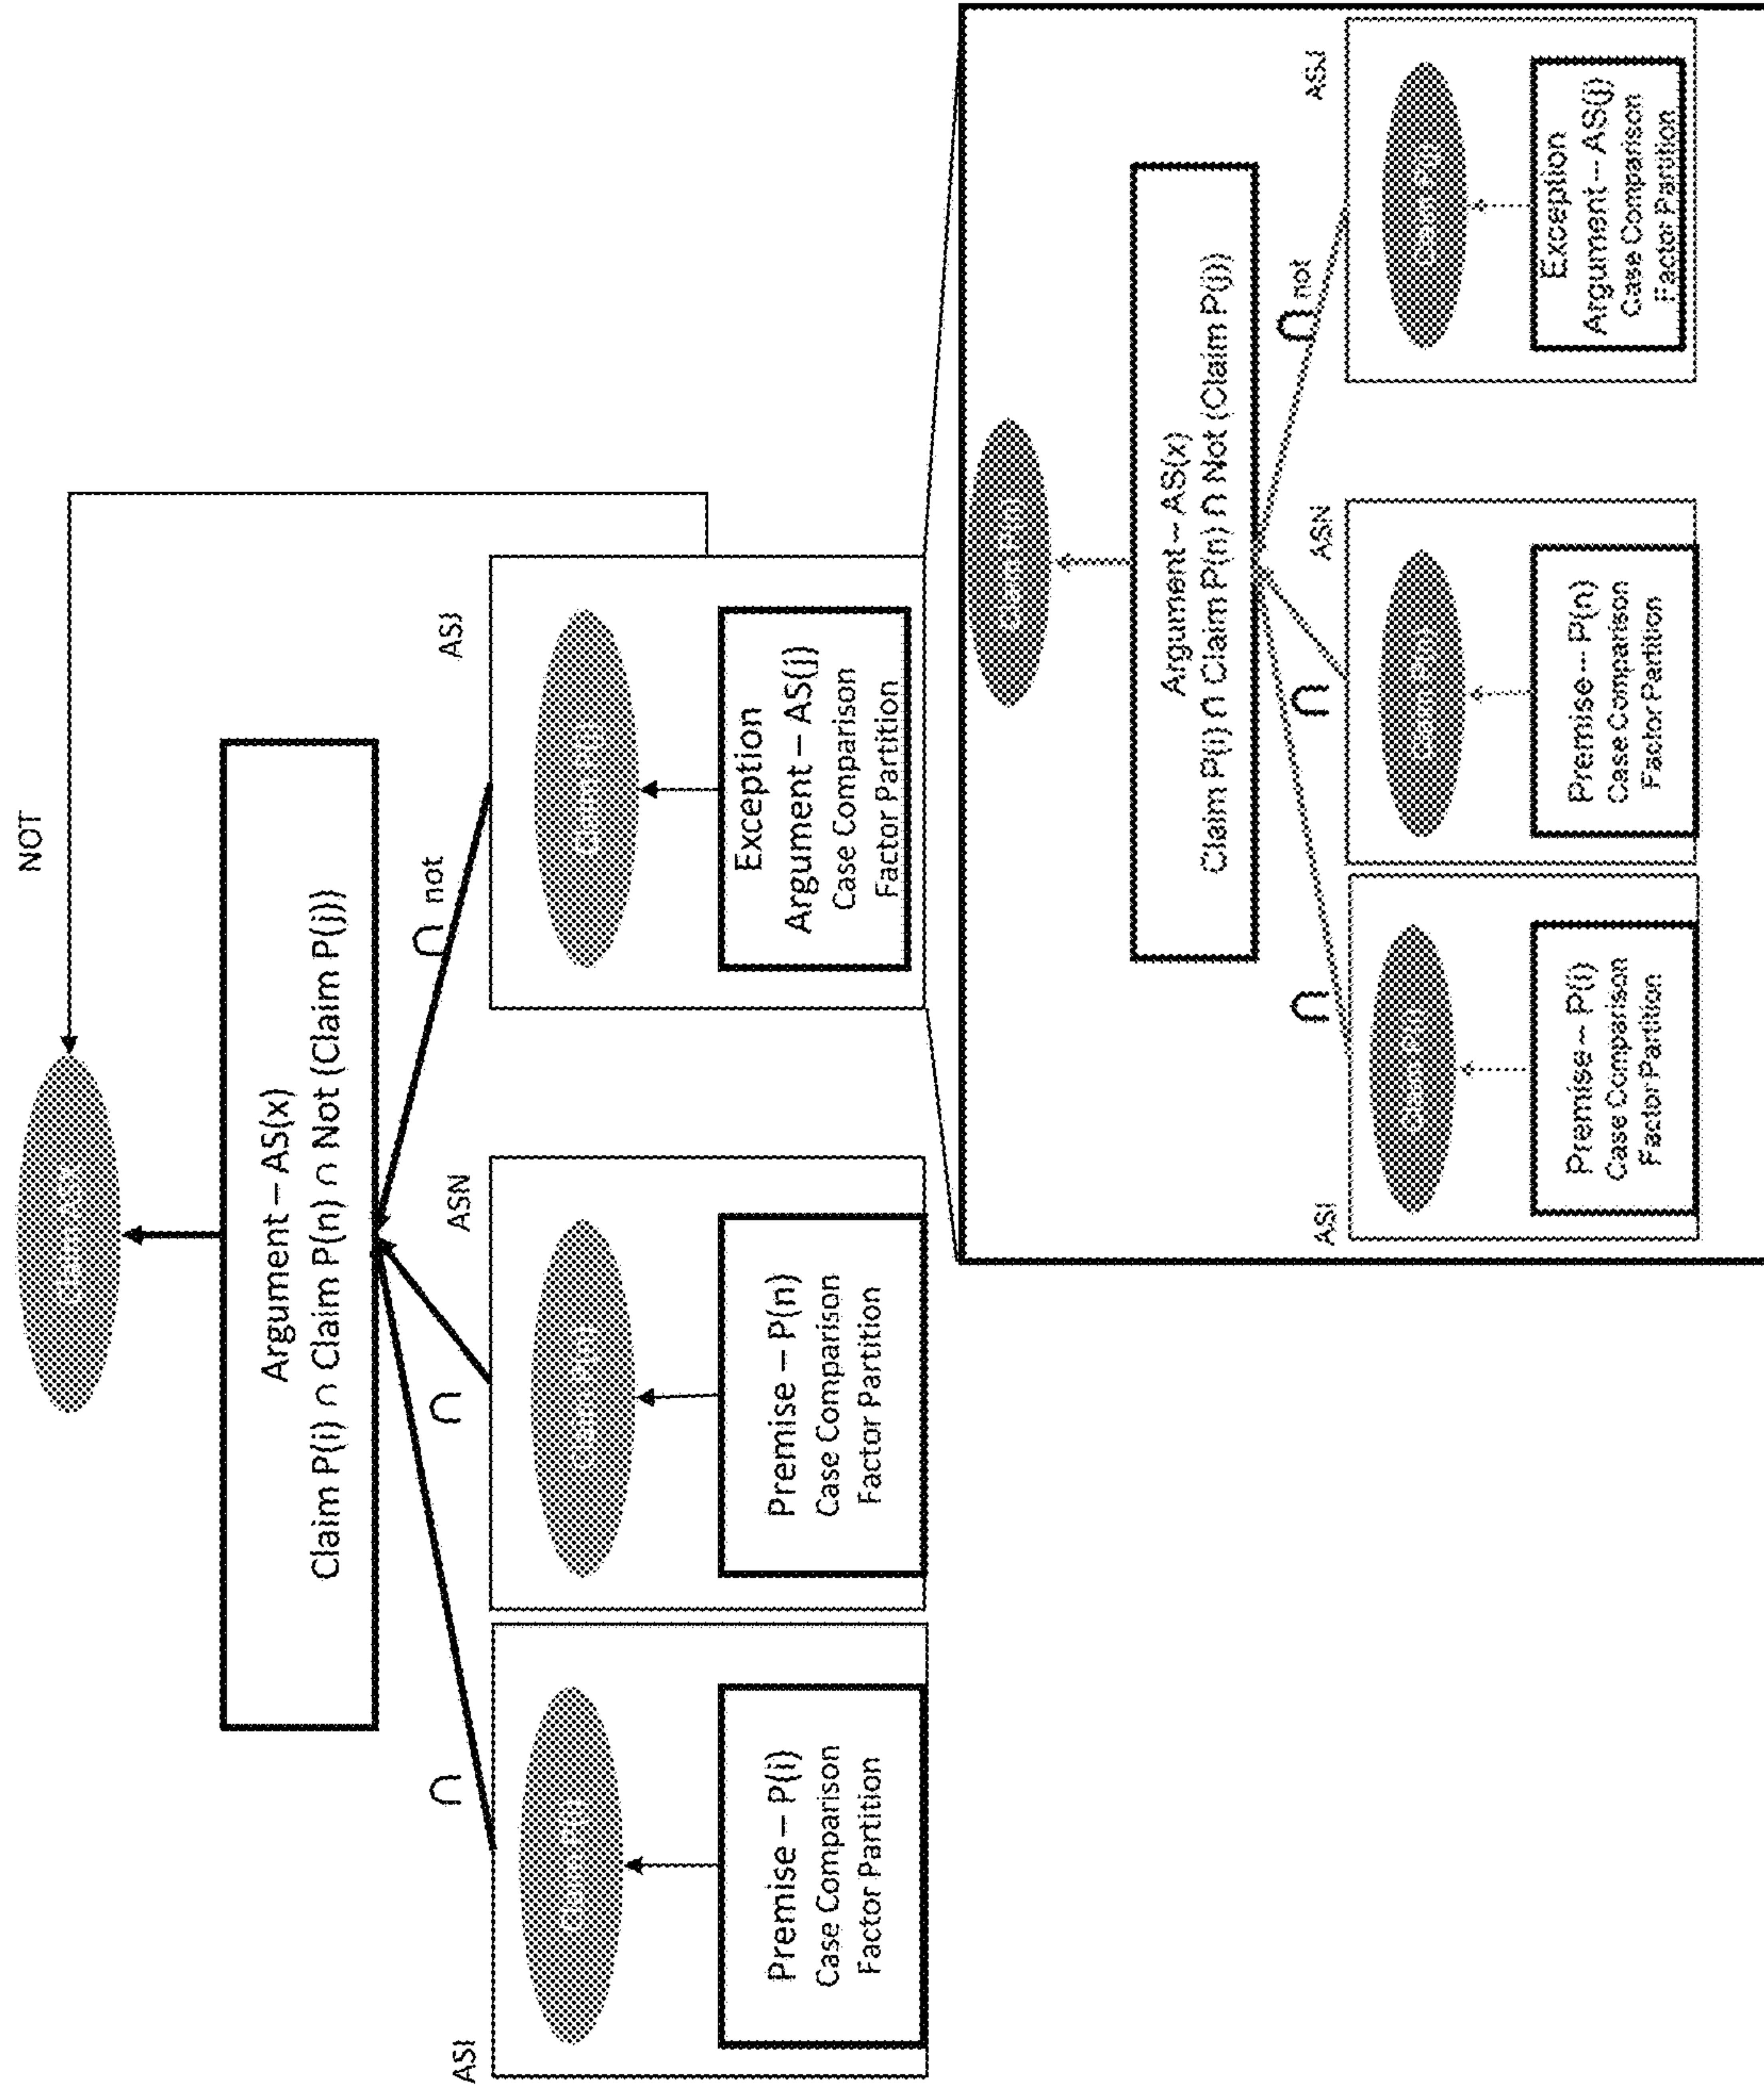 NOT
Argument – AS(x)
Claim P(i) ∩ Claim P(n) ∩ Not (Claim P(j))
∩
∩
∩ not
ASI
ASN
ASJ
Premise – P(i)
Case Comparison
Factor Partition
Premise – P(n)
Case Comparison
Factor Partition
Exception
Argument – AS(j)
Case Comparison
Factor Partition
Argument – AS(x)
Claim P(i) ∩ Claim P(n) ∩ Not (Claim P(j))
∩
∩
∩ not
ASI
ASN
ASJ
Premise – P(i)
Case Comparison
Factor Partition
Premise – P(n)
Case Comparison
Factor Partition
Exception
Argument – AS(j)
Case Comparison
Factor Partition